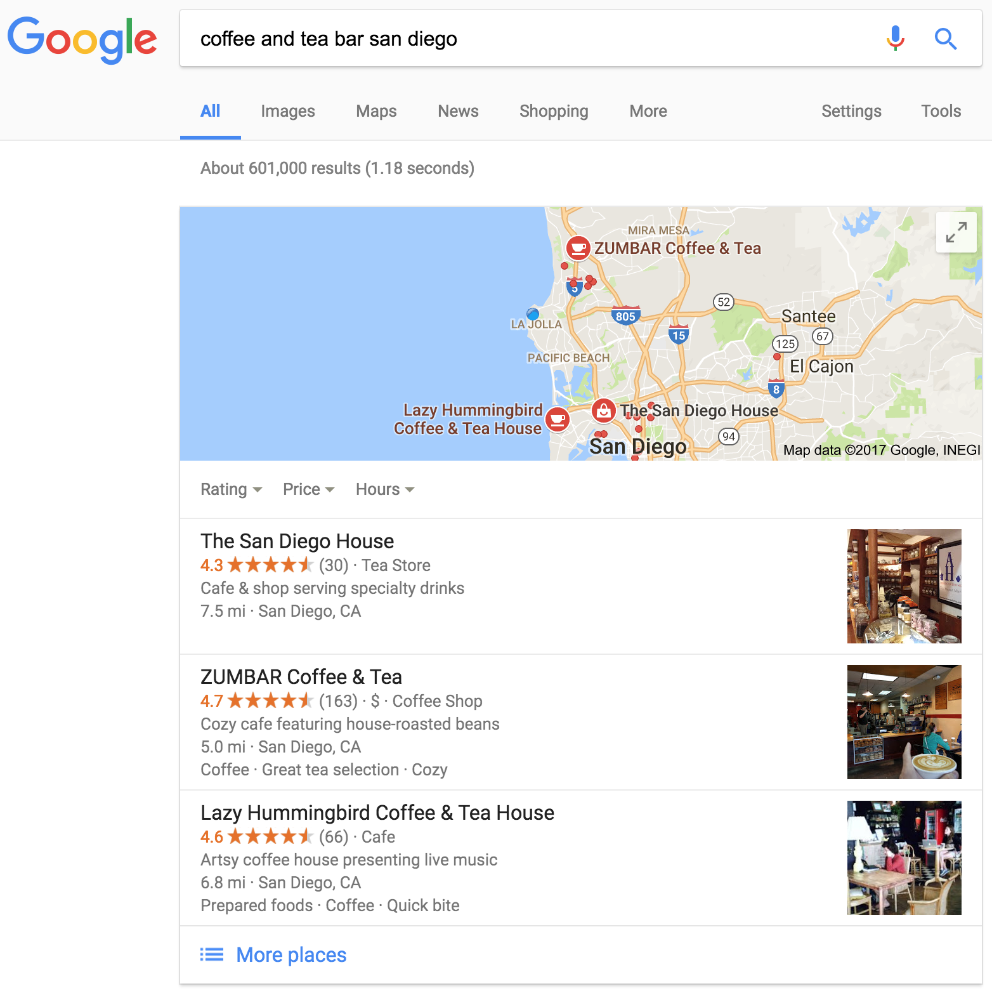 Google
coffee and tea bar san diego
All Images Maps News Shopping More Settings Tools
About 601,000 results (1.18 seconds)
MIRA MESA
ZUMBAR Coffee & Tea
5
52
805
Santee
LA JOLLA
15
67
125
PACIFIC BEACH
El Cajon
8
Lazy Hummingbird
Coffee & Tea House
The San Diego House
94
San Diego
Map data ©2017 Google, INEGI
Rating Price Hours
The San Diego House
4.3 (30) · Tea Store
Cafe & shop serving specialty drinks
7.5 mi · San Diego, CA
ZUMBAR Coffee & Tea
4.7 (163) · $ · Coffee Shop
Cozy cafe featuring house-roasted beans
5.0 mi · San Diego, CA
Coffee · Great tea selection · Cozy
Lazy Hummingbird Coffee & Tea House
4.6 (66) · Cafe
Artsy coffee house presenting live music
6.8 mi · San Diego, CA
Prepared foods · Coffee · Quick bite
More places